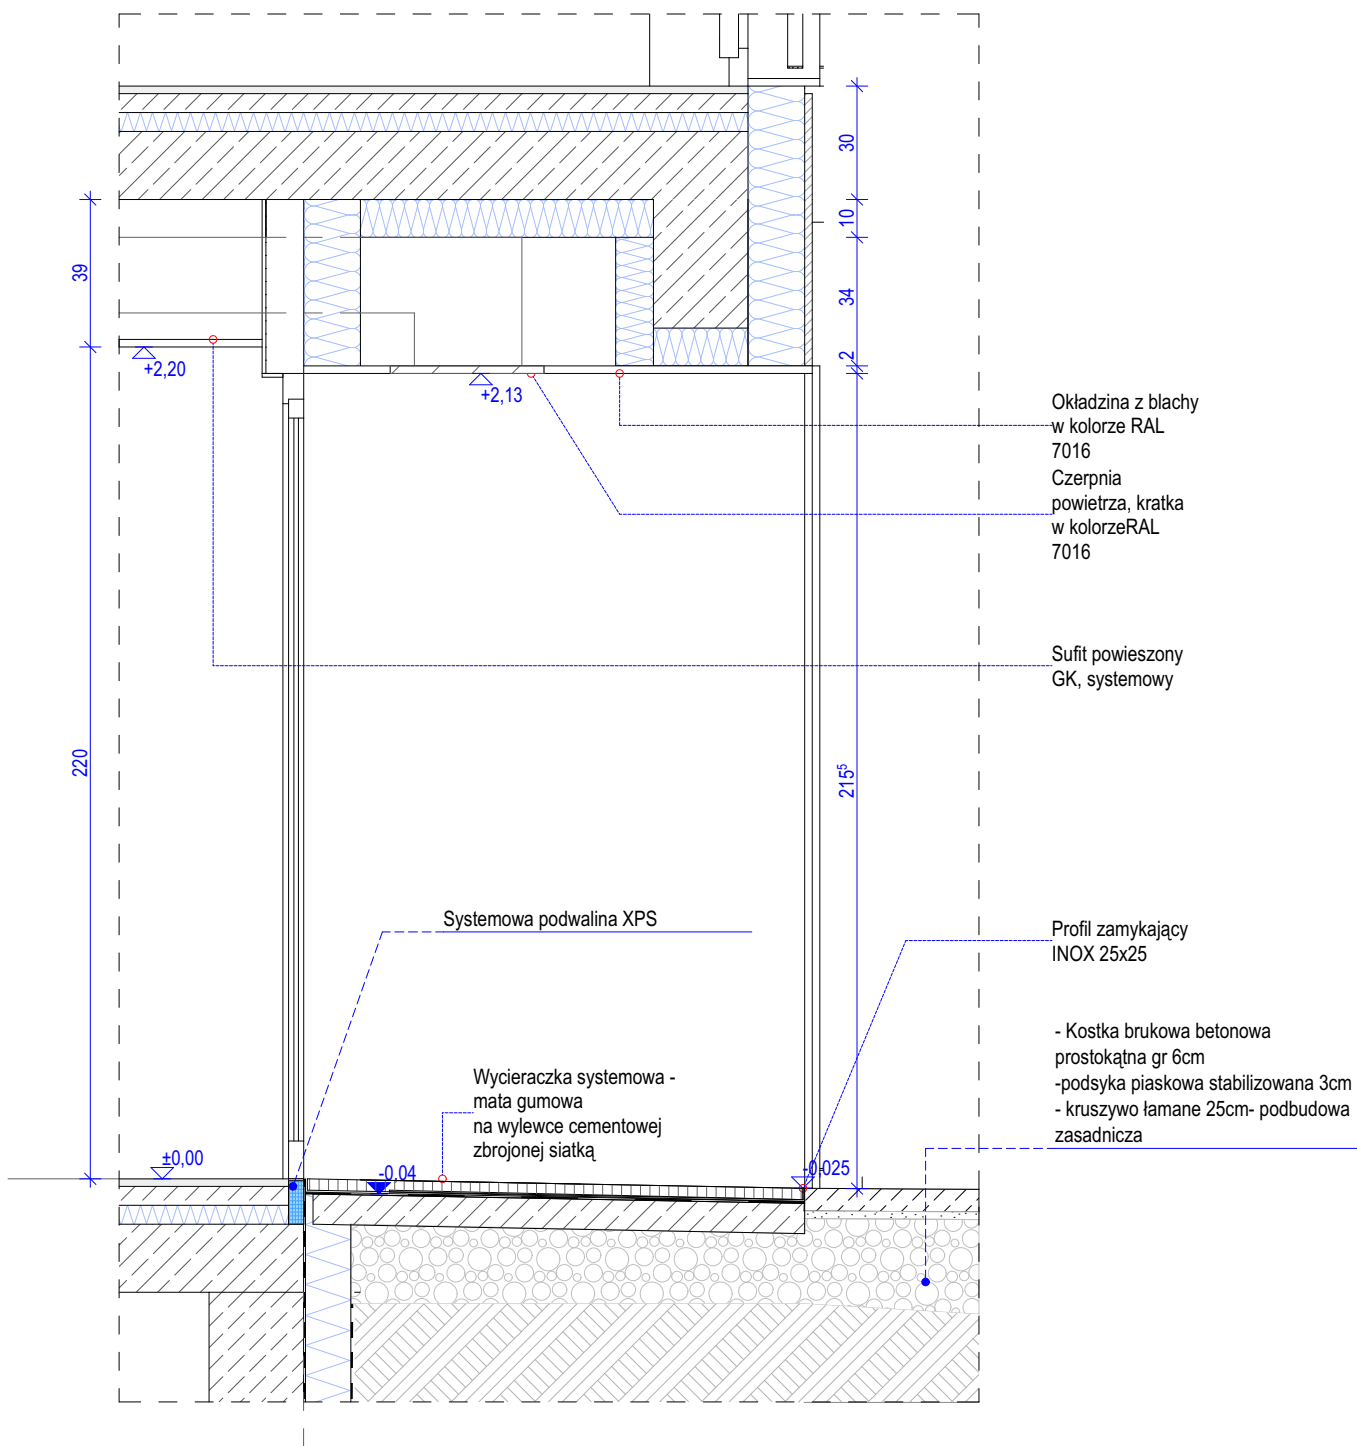 30
10
39
34
2
+2,20
+2,13
Okładzina z blachy
w kolorze RAL
7016
Czerpnia
powietrza, kratka
w kolorzeRAL
7016
Sufit powieszony
GK, systemowy
220
215⁵
Systemowa podwalina XPS
Profil zamykający
INOX 25x25
- Kostka brukowa betonowa
prostokątna gr 6cm
-podsyka piaskowa stabilizowana 3cm
- kruszywo łamane 25cm- podbudowa
zasadnicza
Wycieraczka systemowa -
mata gumowa
na wylewce cementowej
zbrojonej siatką
±0,00
-0,04
-0,025